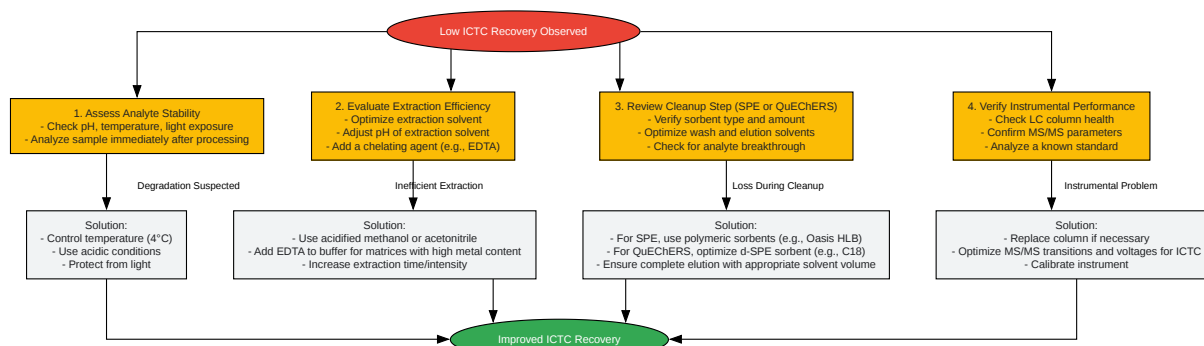 Low ICTC Recovery Observed
1. Assess Analyte Stability
- Check pH, temperature, light exposure
- Analyze sample immediately after processing
2. Evaluate Extraction Efficiency
- Optimize extraction solvent
- Adjust pH of extraction solvent
- Add a chelating agent (e.g., EDTA)
3. Review Cleanup Step (SPE or QuEChERS)
- Verify sorbent type and amount
- Optimize wash and elution solvents
- Check for analyte breakthrough
4. Verify Instrumental Performance
- Check LC column health
- Confirm MS/MS parameters
- Analyze a known standard
Degradation Suspected
Inefficient Extraction
Loss During Cleanup
Instrumental Problem
Solution:
- Control temperature (4°C)
- Use acidic conditions
- Protect from light
Solution:
- Use acidified methanol or acetonitrile
- Add EDTA to buffer for matrices with high metal content
- Increase extraction time/intensity
Solution:
- For SPE, use polymeric sorbents (e.g., Oasis HLB)
- For QuEChERS, optimize d-SPE sorbent (e.g., C18)
- Ensure complete elution with appropriate solvent volume
Solution:
- Replace column if necessary
- Optimize MS/MS transitions and voltages for ICTC
- Calibrate instrument
Improved ICTC Recovery